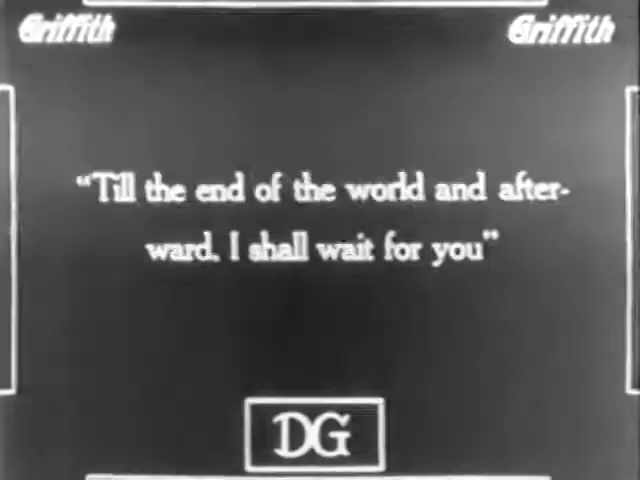 Griffith Griffith
“Till the end of the world and after-
ward. I shall wait for you”
DG